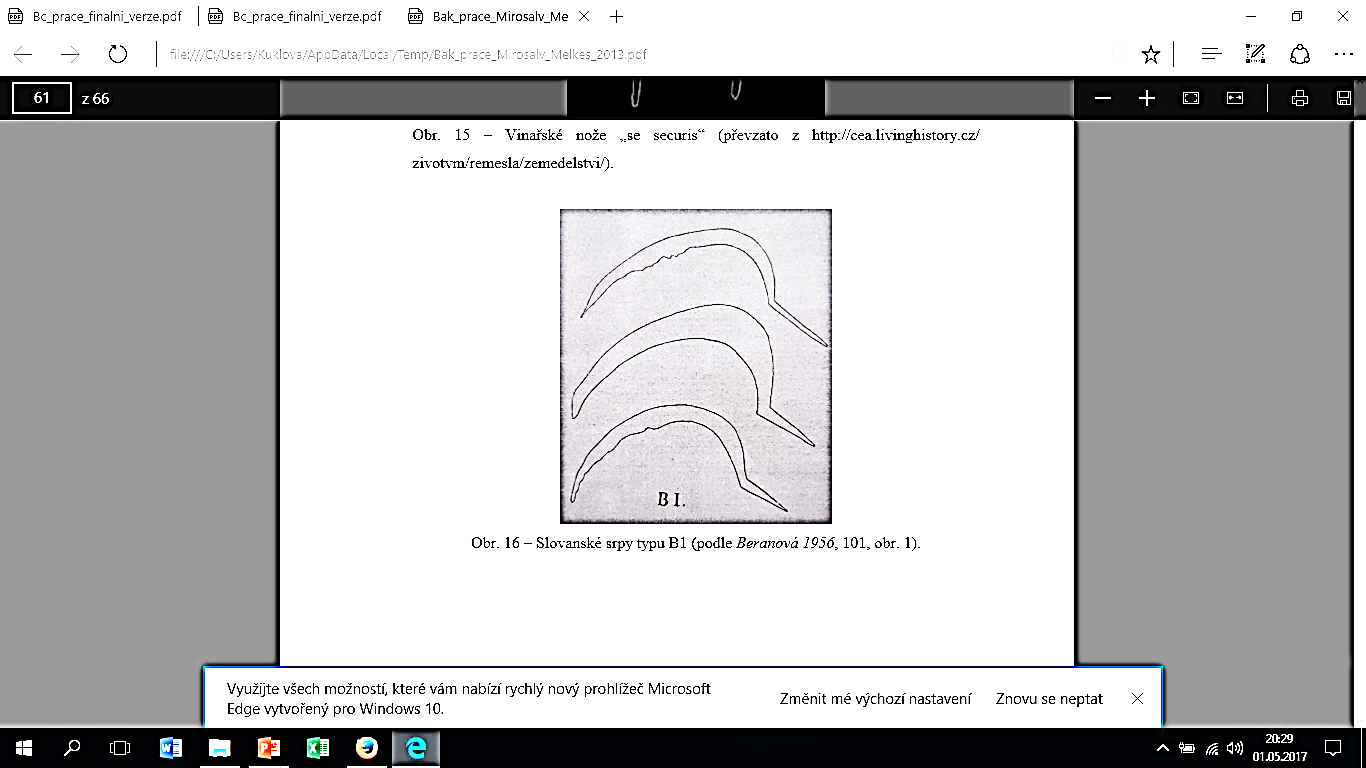 Bc_prace_finalni_verze.pdf
Bc_prace_finalni_verze.pdf
Bak_prace_Mirosalv_Me
file:///C:/Users/Kuklova/AppData/Local/Temp/Bak_prace_Mirosalv_Melkes_2013.pdf
61 z 66
Obr. 15 – Vinařské nože „se securis“ (převzato z http://cea.livinghistory.cz/
zivotvm/remesla/zemedelstvi/).
B I.
Obr. 16 – Slovanské srpy typu B1 (podle Beranová 1956, 101, obr. 1).
Využijte všech možností, které vám nabízí rychlý nový prohlížeč Microsoft
Edge vytvořený pro Windows 10.
Změnit mé výchozí nastavení
Znovu se neptat
20:29
01.05.2017